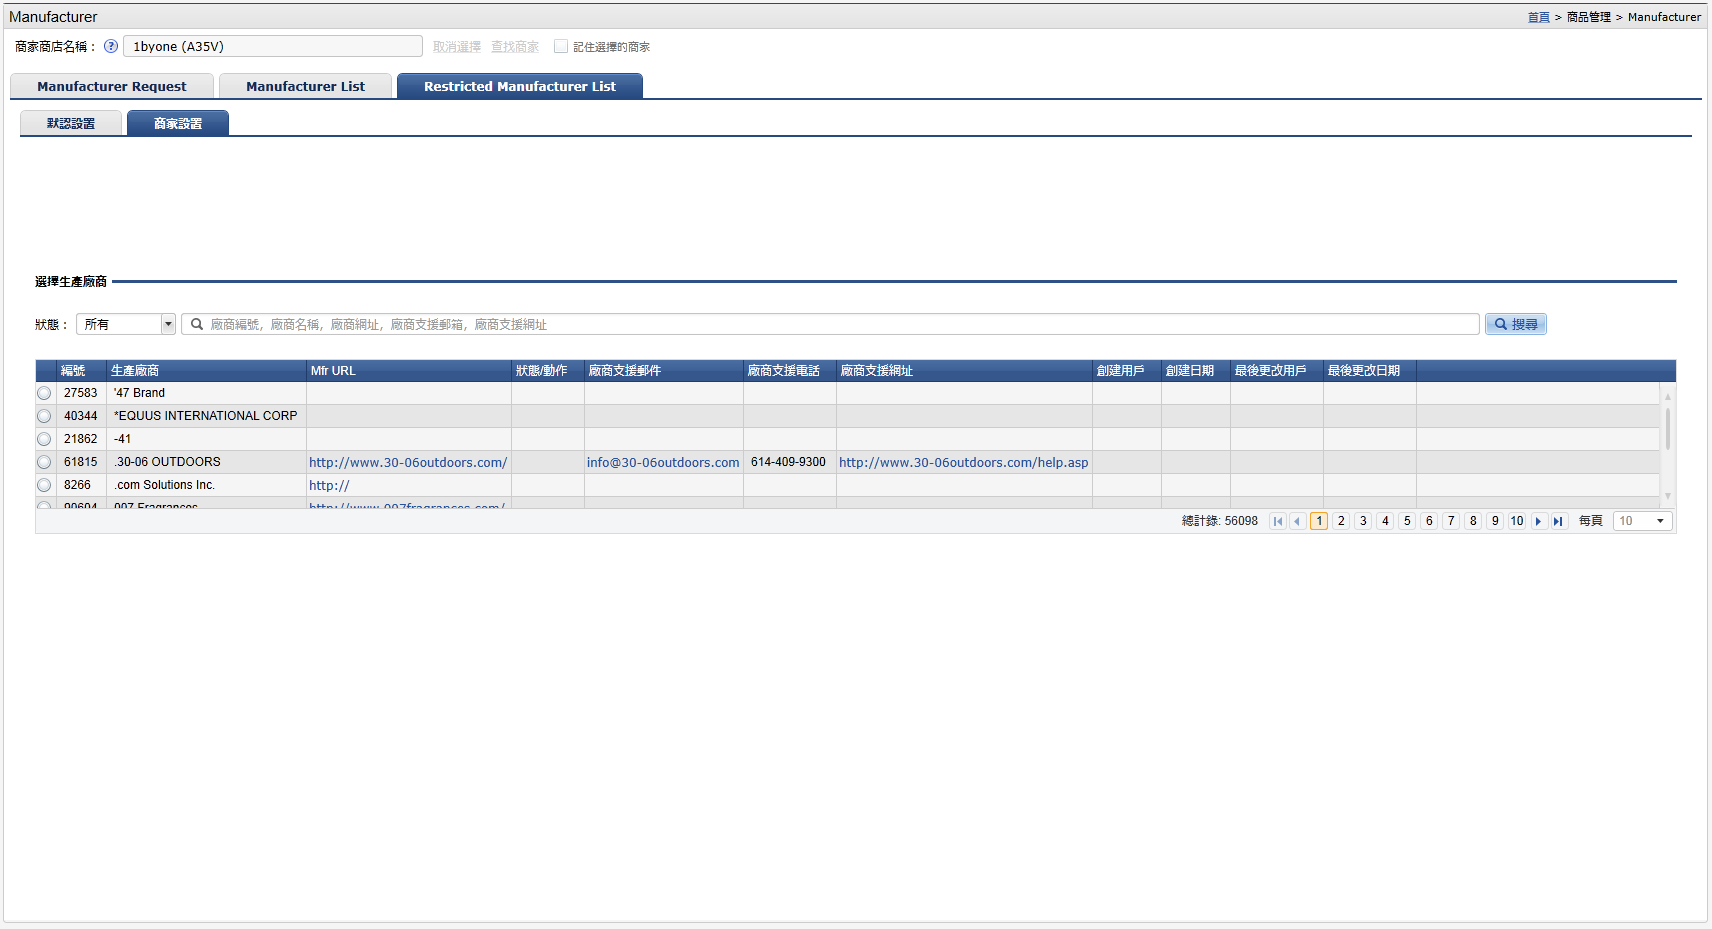 Manufacturer
首頁 > 商品管理 > Manufacturer
商家商店名稱： ? 1byone (A35V) 取消選擇 查找商家 記住選擇的商家
Manufacturer Request Manufacturer List Restricted Manufacturer List
默認設置 商家設置
選擇生產廠商
狀態： 所有 廠商編號, 廠商名稱, 廠商網址, 廠商支援郵箱, 廠商支援網址 搜尋
編號 生產廠商 Mfr URL 狀態/動作 廠商支援郵件 廠商支援電話 廠商支援網址 創建用戶 創建日期 最後更改用戶 最後更改日期
27583 '47 Brand
40344 *EQUUS INTERNATIONAL CORP
21862 -41
61815 .30-06 OUTDOORS http://www.30-06outdoors.com/ info@30-06outdoors.com 614-409-9300 http://www.30-06outdoors.com/help.asp
8266 .com Solutions Inc. http://
90604 007 Fragrances http://www.007fragrances.com/
總計錄: 56098 1 2 3 4 5 6 7 8 9 10 每頁 10